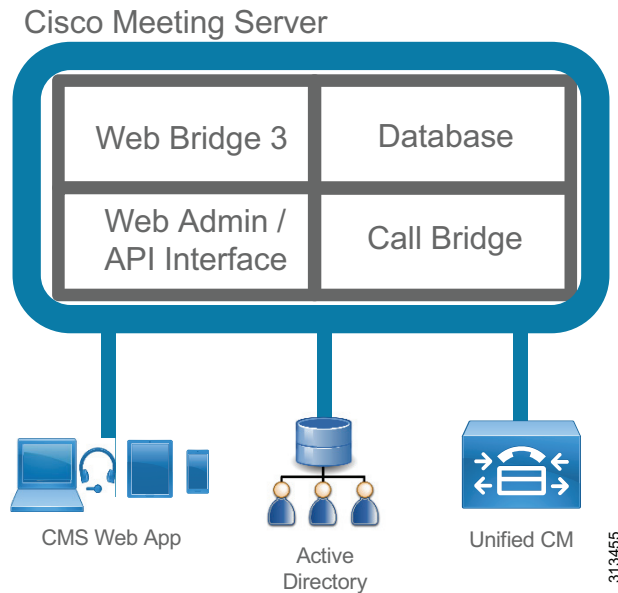 Cisco Meeting Server
Web Bridge 3
Database
Web Admin /
API Interface
Call Bridge
CMS Web App
Active
Directory
Unified CM
313455